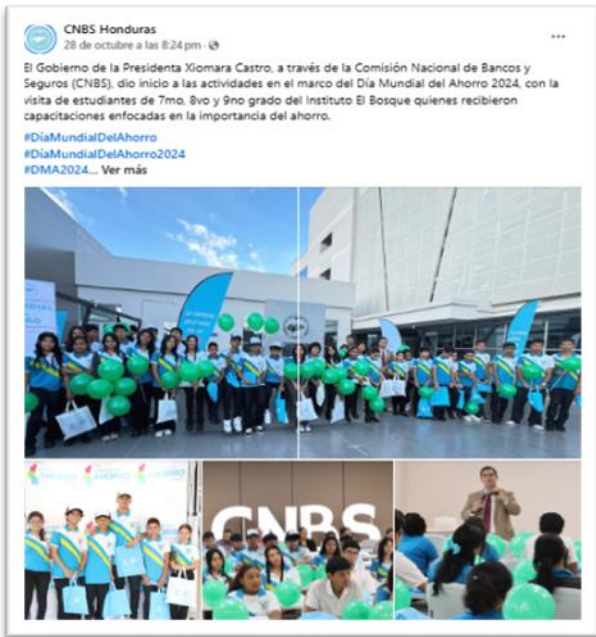 CNBS Honduras
28 de octubre a las 8:24 pm ·
El Gobierno de la Presidenta Xiomara Castro, a través de la Comisión Nacional de Bancos y
Seguros (CNBS), dio inicio a las actividades en el marco del Día Mundial del Ahorro 2024, con la
visita de estudiantes de 7mo, 8vo y 9no grado del Instituto El Bosque quienes recibieron
capacitaciones enfocadas en la importancia del ahorro.
#DíaMundialDelAhorro
#DíaMundialDelAhorro2024
#DMA2024... Ver más
AHORRO
CNBS